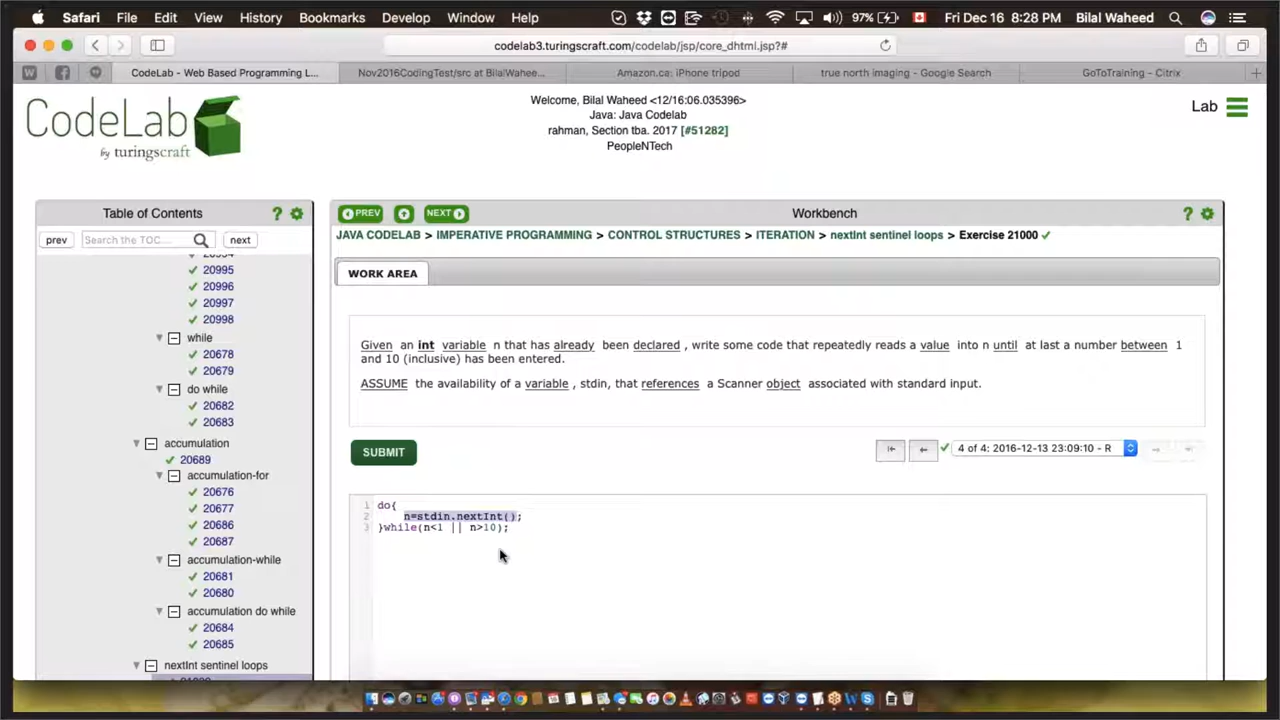 Safari File Edit View History Bookmarks Develop Window Help 97% Fri Dec 16 8:28 PM Bilal Waheed
codelab3.turingscraft.com/codelab/jsp/core_dhtml.jsp?#
CodeLab - Web Based Programming L... Nov2016CodingTest/src at BilalWahee... Amazon.ca: iPhone tripod true north imaging - Google Search GoToTraining - Citrix
CodeLab
by turingscraft
Welcome, Bilal Waheed <12/16:06.035396>
Java: Java Codelab
rahman, Section tba. 2017 [#51282]
PeopleNTech
Lab
Table of Contents ?
prev Search the TOC... next
20995
20996
20997
20998
while
20678
20679
do while
20682
20683
accumulation
20689
accumulation-for
20676
20677
20686
20687
accumulation-while
20681
20680
accumulation do while
20684
20685
nextInt sentinel loops
PREV NEXT Workbench ?
JAVA CODELAB > IMPERATIVE PROGRAMMING > CONTROL STRUCTURES > ITERATION > nextInt sentinel loops > Exercise 21000
WORK AREA
Given an int variable n that has already been declared , write some code that repeatedly reads a value into n until at last a number between 1
and 10 (inclusive) has been entered.
ASSUME the availability of a variable , stdin, that references a Scanner object associated with standard input.
SUBMIT 4 of 4: 2016-12-13 23:09:10 - R
1 do{
2 n=stdin.nextInt();
3 }while(n<1 || n>10);